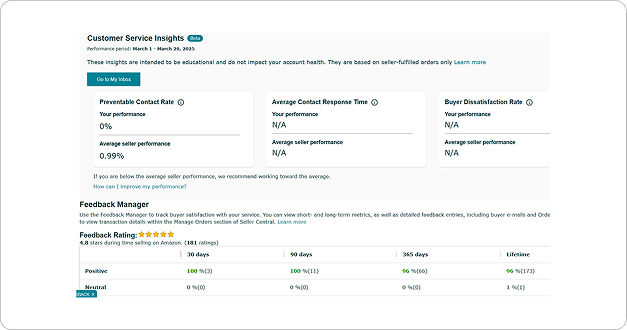 Customer Service Insights Beta
Performance period: March 1 - March 29, 2025
These insights are intended to be educational and do not impact your account health. They are based on seller-fulfilled orders only Learn more
Go to My Inbox
Preventable Contact Rate
Your performance
0%
Average seller performance
0.99%
Average Contact Response Time
Your performance
N/A
Average seller performance
N/A
Buyer Dissatisfaction Rate
Your performance
N/A
Average seller performance
N/A
If you are below the average seller performance, we recommend working toward the average.
How can I improve my performance?
Feedback Manager
Use the Feedback Manager to track buyer satisfaction with your service. You can view short- and long-term metrics, as well as detailed feedback entries, including buyer e-mails and Orde
to view transaction details within the Manage Orders section of Seller Central. Learn more
Feedback Rating:
4.8 stars during time selling on Amazon. (181 ratings)
30 days 90 days 365 days Lifetime
Positive 100 %(3) 100 %(11) 96 %(66) 96 %(173)
Neutral 0 %(0) 0 %(0) 0 %(0) 1 %(1)